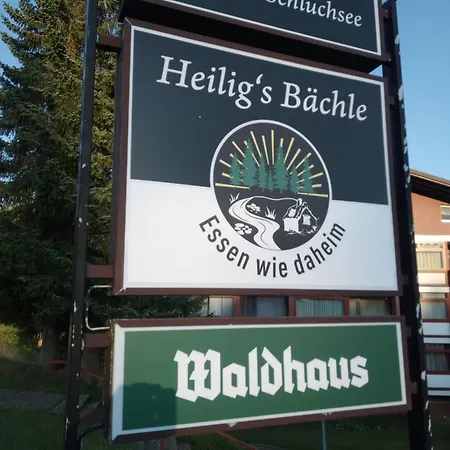 Schluchsee
Heilig's Bächle
Essen wie daheim
Waldhaus